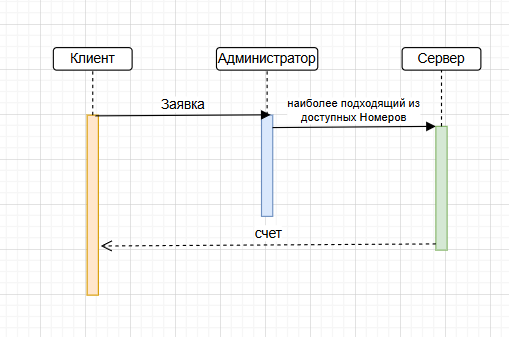 Клиент
Администратор
Сервер
Заявка
наиболее подходящий из
доступных Номеров
счет